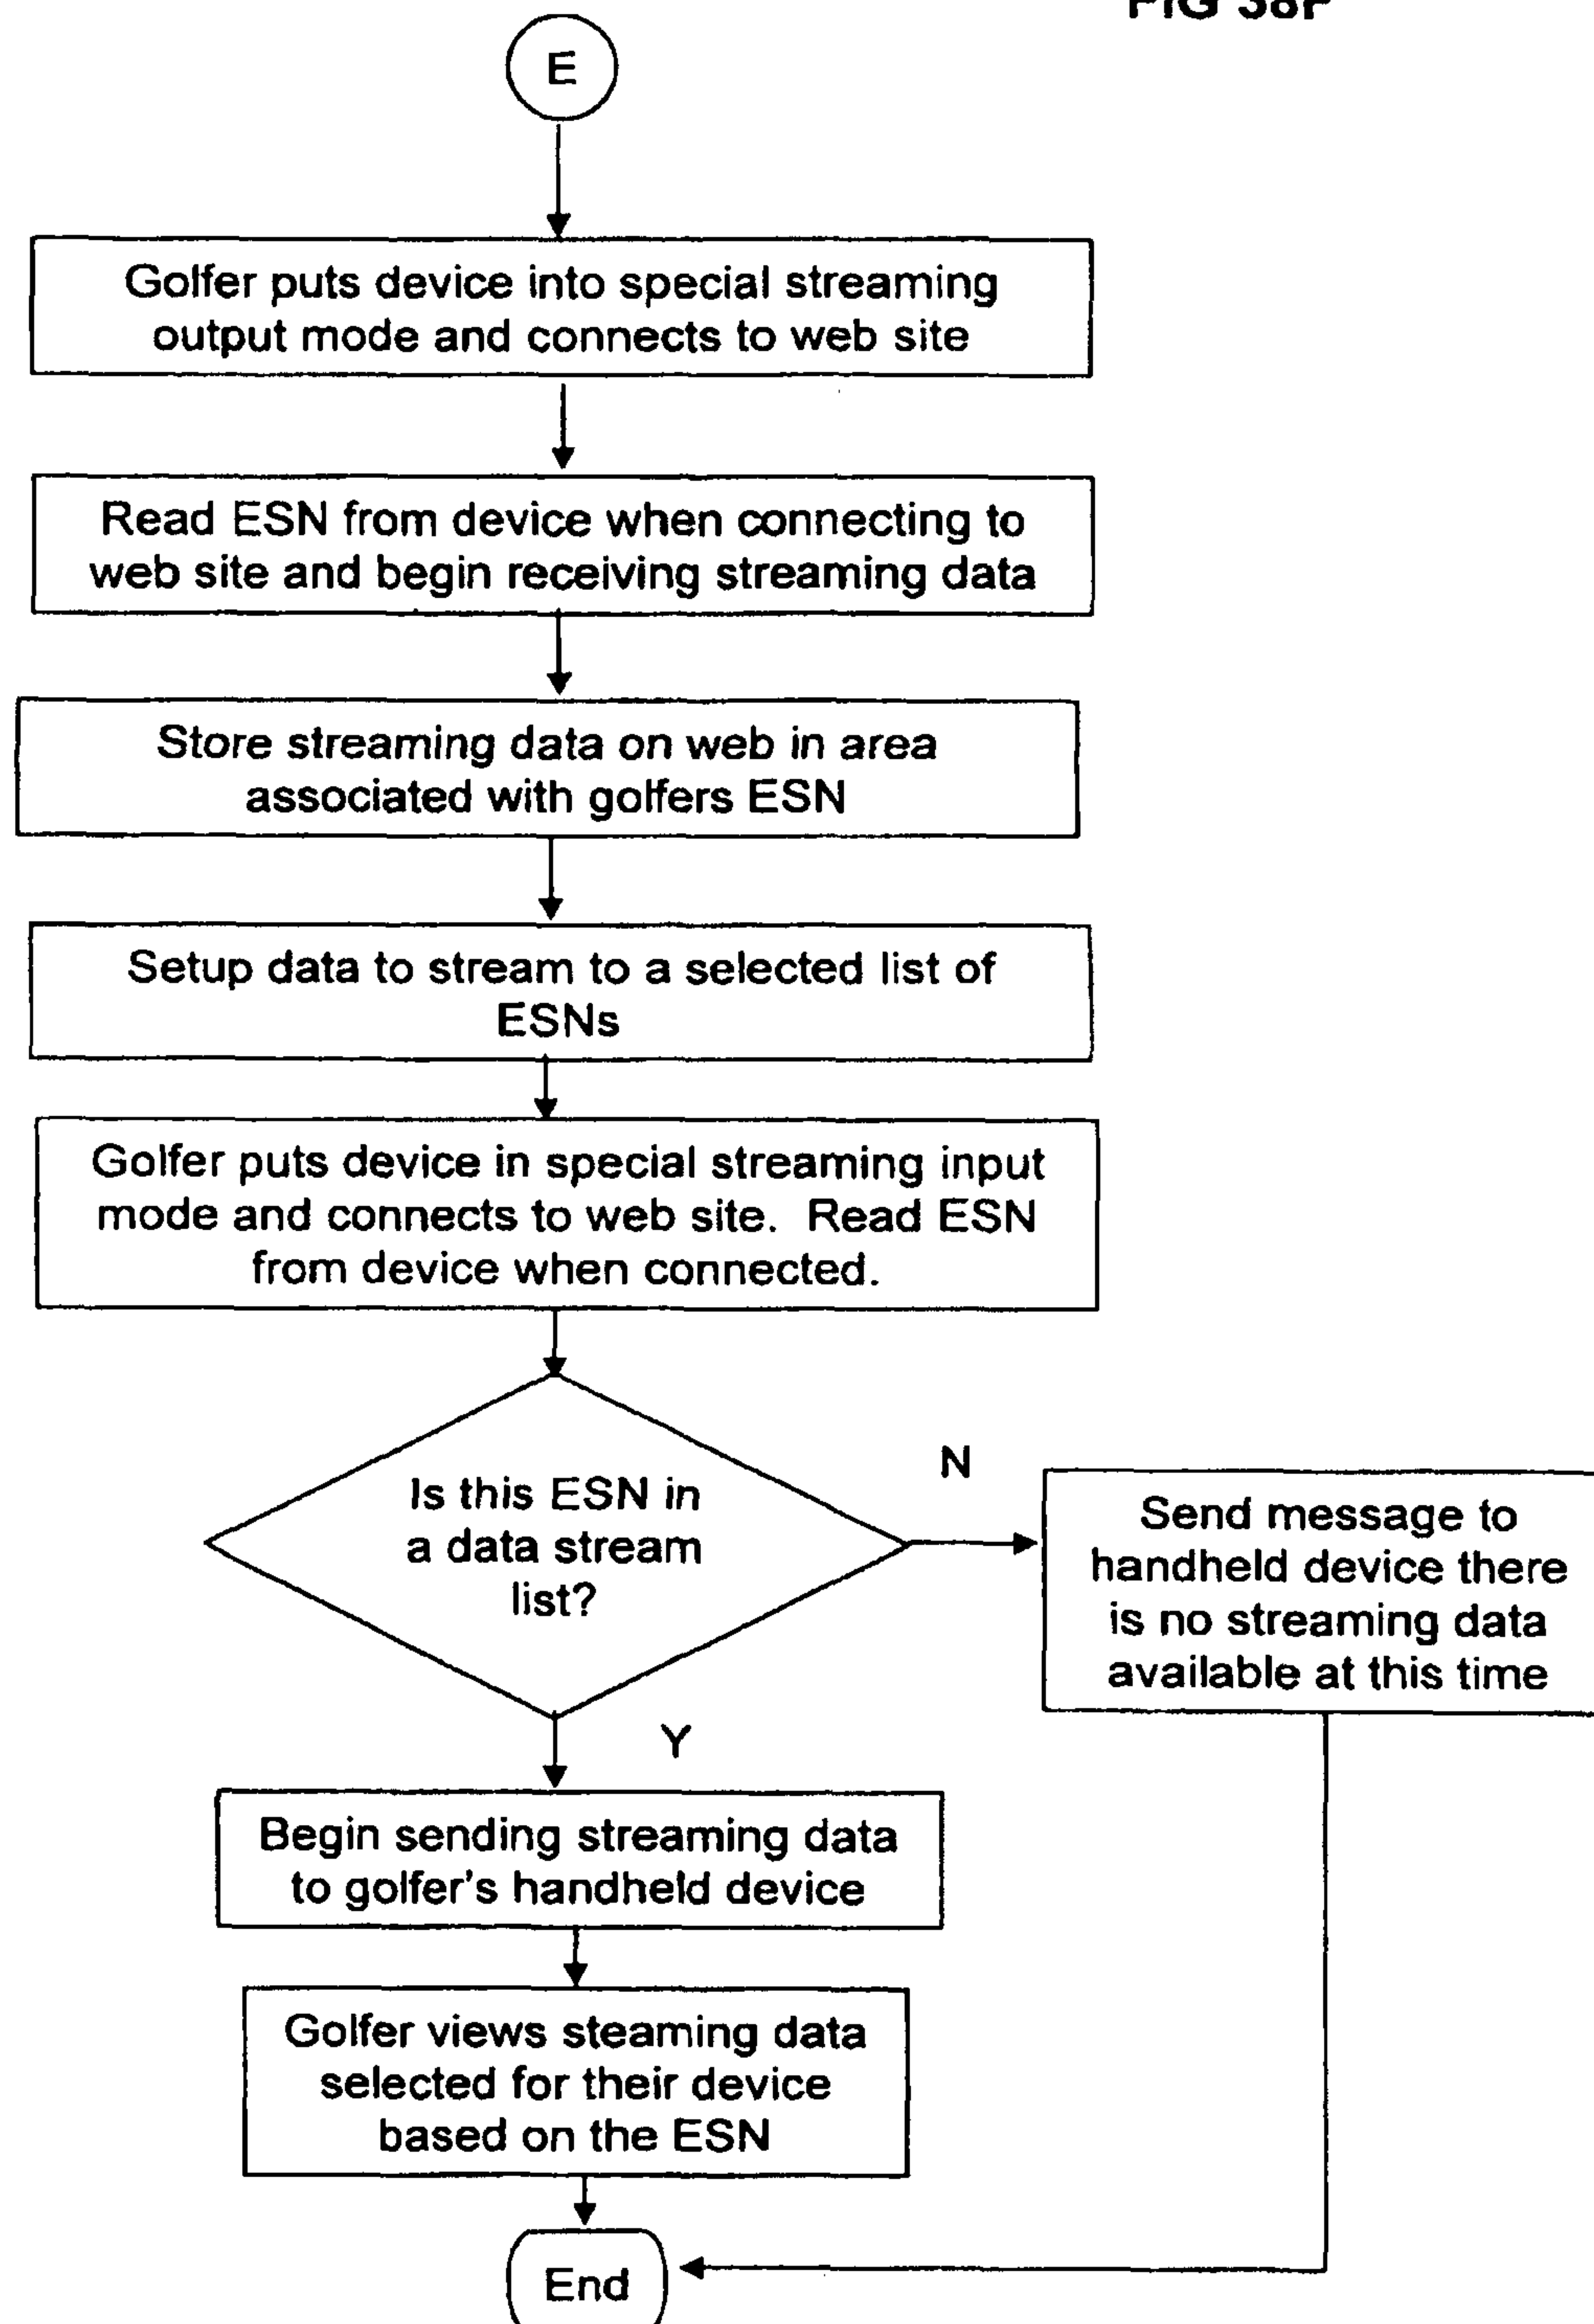 FIG 38F
E
Golfer puts device into special streaming
output mode and connects to web site
Read ESN from device when connecting to
web site and begin receiving streaming data
Store streaming data on web in area
associated with golfers ESN
Setup data to stream to a selected list of
ESNs
Golfer puts device in special streaming input
mode and connects to web site. Read ESN
from device when connected.
Is this ESN in
a data stream
list?
N
Send message to
handheld device there
is no streaming data
available at this time
Y
Begin sending streaming data
to golfer's handheld device
Golfer views steaming data
selected for their device
based on the ESN
End